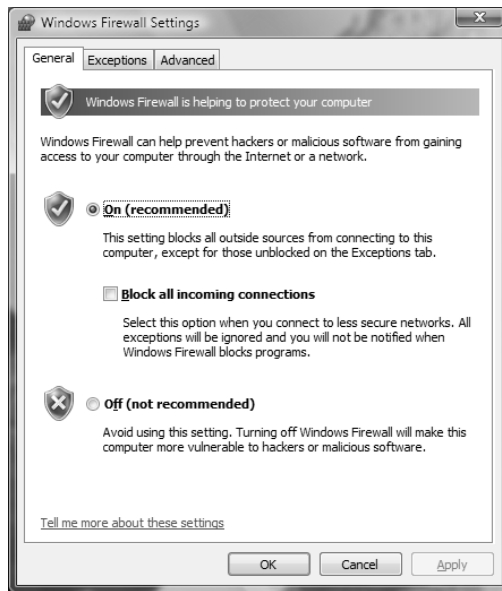 Windows Firewall Settings
General Exceptions Advanced
Windows Firewall is helping to protect your computer
Windows Firewall can help prevent hackers or malicious software from gaining
access to your computer through the Internet or a network.
On (recommended)
This setting blocks all outside sources from connecting to this
computer, except for those unblocked on the Exceptions tab.
Block all incoming connections
Select this option when you connect to less secure networks. All
exceptions will be ignored and you will not be notified when
Windows Firewall blocks programs.
Off (not recommended)
Avoid using this setting. Turning off Windows Firewall will make this
computer more vulnerable to hackers or malicious software.
Tell me more about these settings
OK Cancel Apply